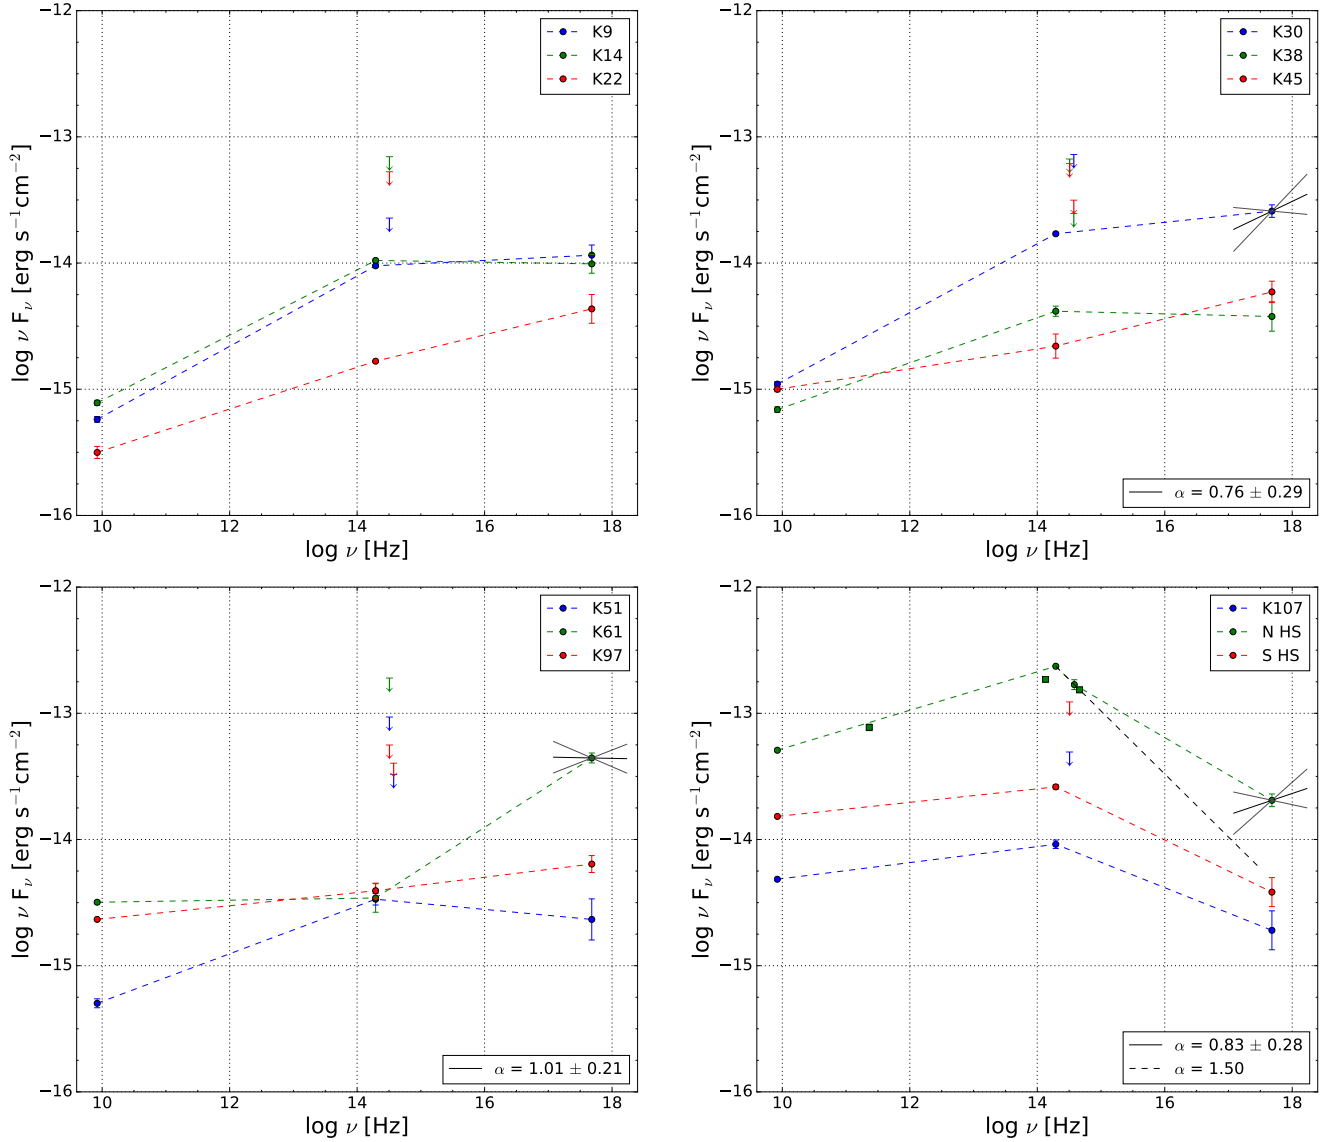 −12
−13
−14
−15
−16
10 12 14 16 18
log ν [Hz]
log ν Fν [erg s⁻¹cm⁻²]
K9
K14
K22
−12
−13
−14
−15
−16
10 12 14 16 18
log ν [Hz]
log ν Fν [erg s⁻¹cm⁻²]
K30
K38
K45
α = 0.76 ± 0.29
−12
−13
−14
−15
−16
10 12 14 16 18
log ν [Hz]
log ν Fν [erg s⁻¹cm⁻²]
K51
K61
K97
α = 1.01 ± 0.21
−12
−13
−14
−15
−16
10 12 14 16 18
log ν [Hz]
log ν Fν [erg s⁻¹cm⁻²]
K107
N HS
S HS
α = 0.83 ± 0.28
α = 1.50